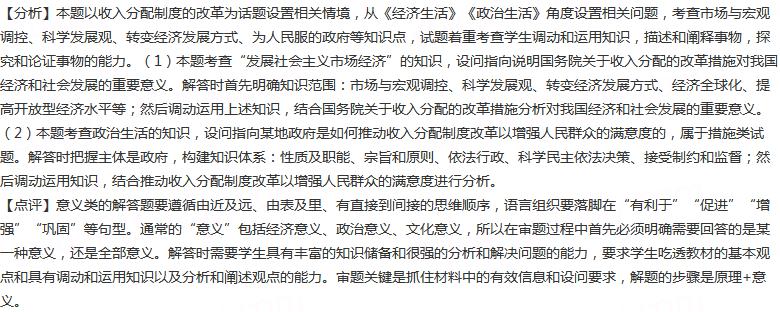 【分析】本题以收入分配制度的改革为话题设置相关情境，从《经济生活》《政治生活》角度设置相关问题，考查市场与宏观
调控、科学发展观、转变经济发展方式、为人民服的政府等知识点，试题着重考查学生调动和运用知识，描述和阐释事物，探
究和论证事物的能力。（1）本题考查“发展社会主义市场经济”的知识，设问指向说明国务院关于收入分配的改革措施对我国
经济和社会发展的重要意义。解答时首先明确知识范围：市场与宏观调控、科学发展观、转变经济发展方式、经济全球化、提
高开放型经济水平等；然后调动运用上述知识，结合国务院关于收入分配的改革措施分析对我国经济和社会发展的重要意义。
（2）本题考查政治生活的知识，设问指向某地政府是如何推动收入分配制度改革以增强人民群众的满意度的，属于措施类试
题。解答时把握主体是政府，构建知识体系：性质及职能、宗旨和原则、依法行政、科学民主依法决策、接受制约和监督；然
后调动运用知识，结合推动收入分配制度改革以增强人民群众的满意度进行分析。
【点评】意义类的解答题要遵循由近及远、由表及里、有直接到间接的思维顺序，语言组织要落脚在“有利于”“促进”“增
强”“巩固”等句型。通常的“意义”包括经济意义、政治意义、文化意义，所以在审题过程中首先必须明确需要回答的是某
一种意义，还是全部意义。解答时需要学生具有丰富的知识储备和很强的分析和解决问题的能力，要求学生吃透教材的基本观
点和具有调动和运用知识以及分析和阐述观点的能力。审题关键是抓住材料中的有效信息和设问要求，解题的步骤是原理+意
义。